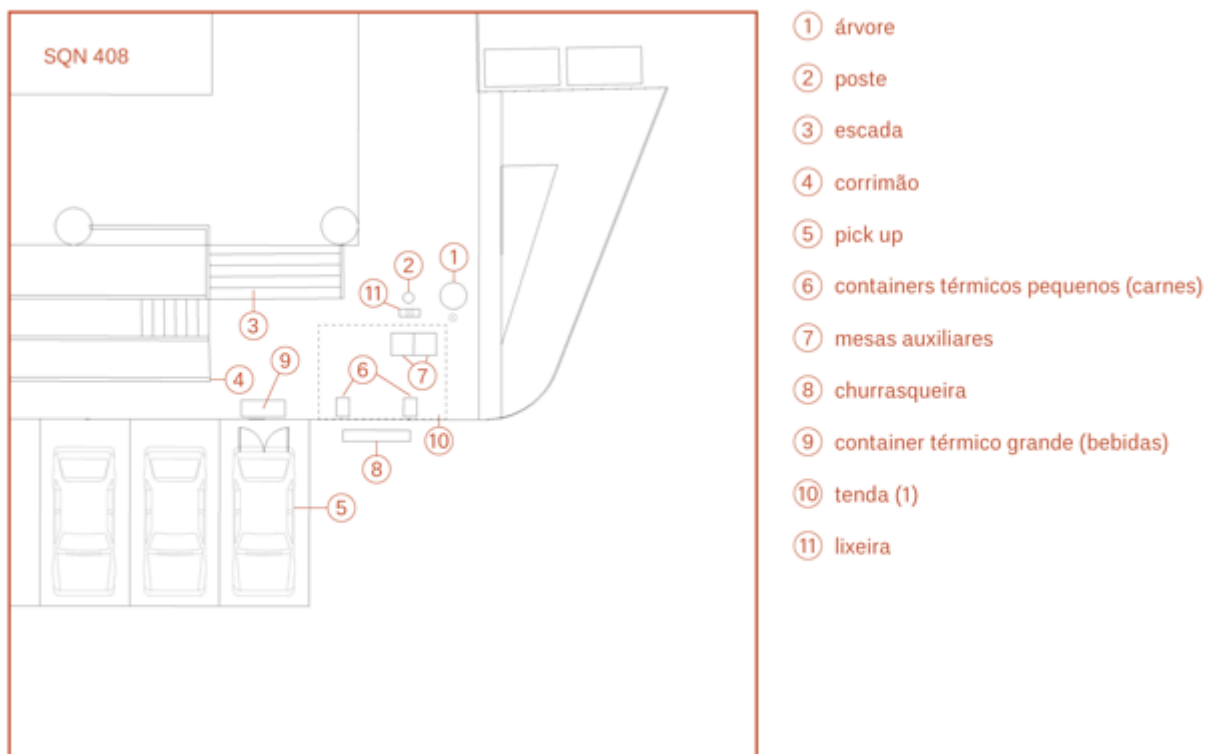 SQN 408
1
2
11
3
9
6
7
4
10
8
5
1 árvore
2 poste
3 escada
4 corrimão
5 pick up
6 containers térmicos pequenos (carnes)
7 mesas auxiliares
8 churrasqueira
9 container térmico grande (bebidas)
10 tenda (1)
11 lixeira